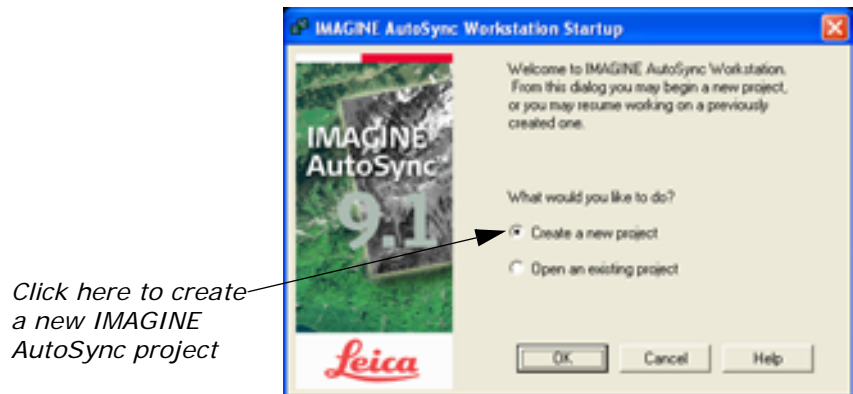 IMAGINE AutoSync Workstation Startup
IMAGINE
AutoSync
9.1
Leica
Welcome to IMAGINE AutoSync Workstation.
From this dialog you may begin a new project,
or you may resume working on a previously
created one.
What would you like to do?
Create a new project
Open an existing project
OK
Cancel
Help
Click here to create
a new IMAGINE
AutoSync project